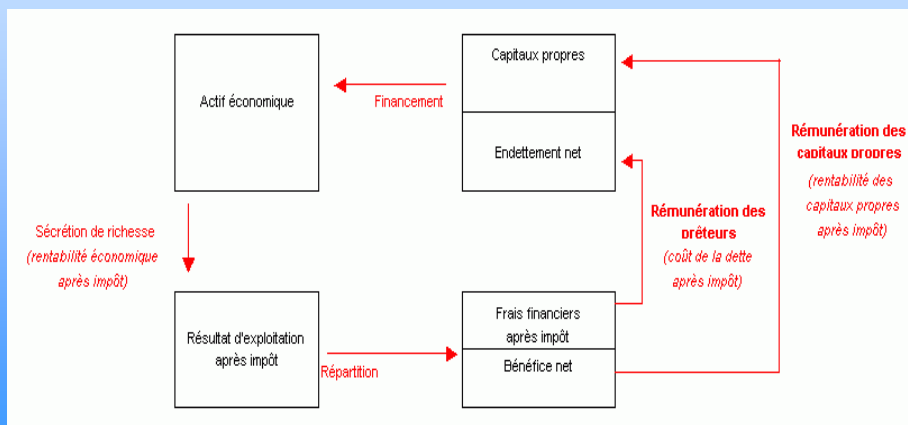 Capitaux propres
Actif économique
Financement
Endettement net
Rémunération des
capitaux propres
(rentabilité des
capitaux propres
après impôt)
Rémunération des
prêteurs
(coût de la dette
après impôt)
Sécrétion de richesse
(rentabilité économique
après impôt)
Résultat d'exploitation
après impôt
Répartition
Frais financiers
après impôt
Bénéfice net